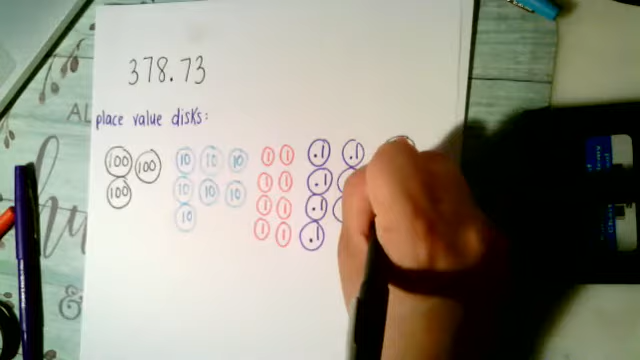 378.73
place value disks:
100 100 10 10 10 1 1 .1 .1
100 10 10 10 1 1 .1
10 1 1 .1
1 1 .1
&